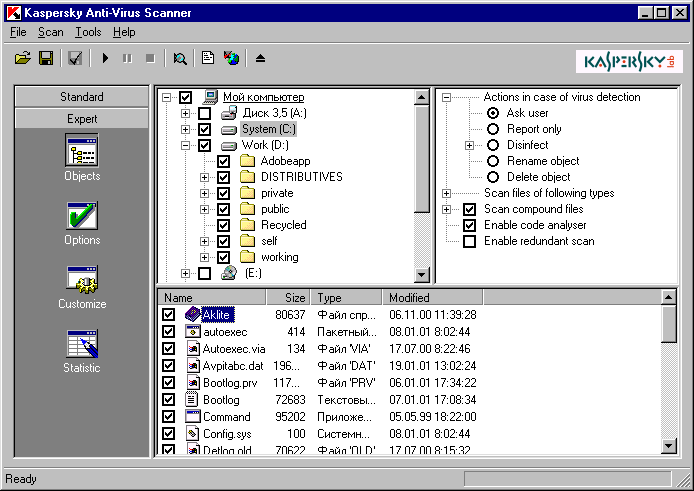 Kaspersky Anti-Virus Scanner
File Scan Tools Help
KASPERSKY lab
Standard
Expert
Objects
Options
Customize
Statistic
Мой компьютер
Диск 3,5 (A:)
System (C:)
Work (D:)
Adobeapp
DISTRIBUTIVES
private
public
Recycled
self
working
(E:)
Actions in case of virus detection
Ask user
Report only
Disinfect
Rename object
Delete object
Scan files of following types
Scan compound files
Enable code analyser
Enable redundant scan
Name Size Type Modified
Aklite 80637 Файл спр... 06.11.00 11:39:28
autoexec 414 Пакетный... 08.01.01 8:02:44
Autoexec.via 134 Файл 'VIA' 17.07.00 8:22:46
Avpitabc.dat 196... Файл 'DAT' 19.01.01 13:02:24
Bootlog.prv 117... Файл 'PRV' 06.01.01 17:34:22
Bootlog 72683 Текстовы... 07.01.01 17:08:34
Command 95202 Приложе... 05.05.99 18:22:00
Config.sys 100 Системн... 08.01.01 8:02:44
Detlog.old 70622 Файл 'OLD' 17.07.00 8:15:32
Ready